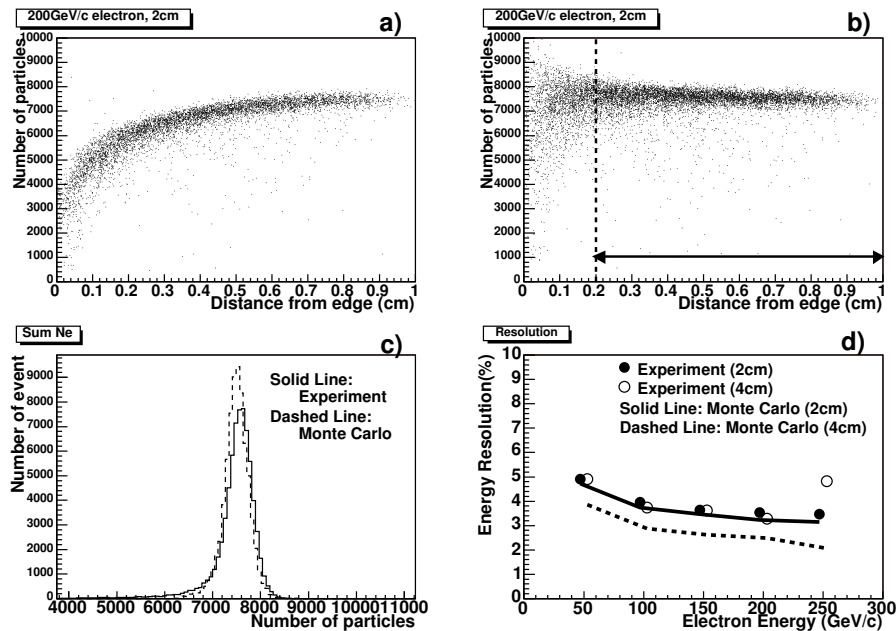 200GeV/c electron, 2cm
a)
Number of particles
10000
9000
8000
7000
6000
5000
4000
3000
2000
1000
0
0 0.1 0.2 0.3 0.4 0.5 0.6 0.7 0.8 0.9 1
Distance from edge (cm)
200GeV/c electron, 2cm
b)
Number of particles
10000
9000
8000
7000
6000
5000
4000
3000
2000
1000
0
0 0.1 0.2 0.3 0.4 0.5 0.6 0.7 0.8 0.9 1
Distance from edge (cm)
Sum Ne
c)
Number of event
9000
8000
7000
6000
5000
4000
3000
2000
1000
0
Solid Line:
Experiment
Dashed Line:
Monte Carlo
4000 5000 6000 7000 8000 9000 10000 11000
Number of particles
Resolution
d)
Energy Resolution(%)
10
9
8
7
6
5
4
3
2
1
0
Experiment (2cm)
Experiment (4cm)
Solid Line: Monte Carlo (2cm)
Dashed Line: Monte Carlo (4cm)
0 50 100 150 200 250 300
Electron Energy (GeV/c)